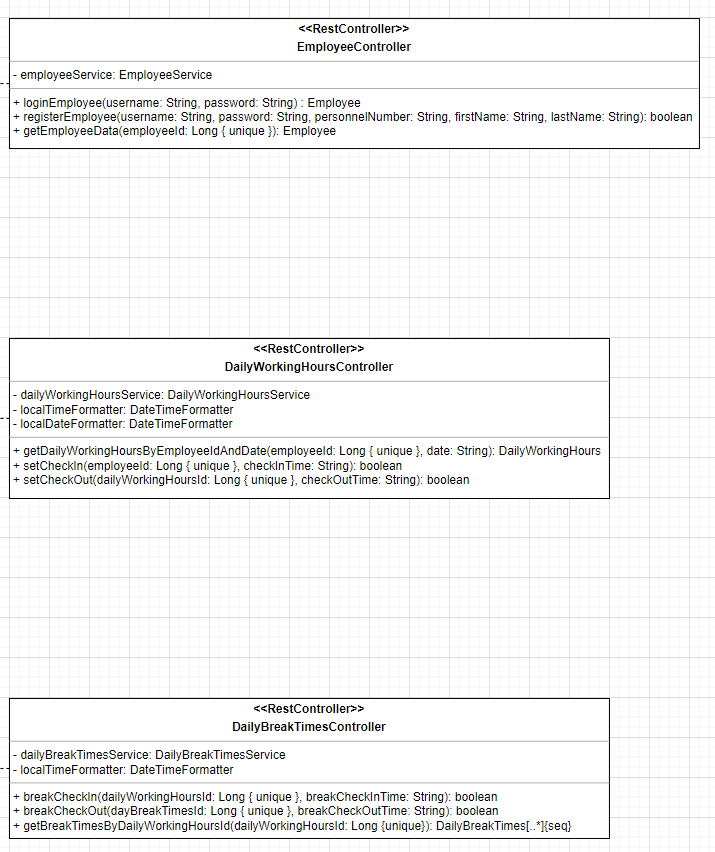 <<RestController>>
EmployeeController
- employeeService: EmployeeService
+ loginEmployee(username: String, password: String) : Employee
+ registerEmployee(username: String, password: String, personnelNumber: String, firstName: String, lastName: String): boolean
+ getEmployeeData(employeeId: Long { unique }): Employee
<<RestController>>
DailyWorkingHoursController
- dailyWorkingHoursService: DailyWorkingHoursService
- localTimeFormatter: DateTimeFormatter
- localDateFormatter: DateTimeFormatter
+ getDailyWorkingHoursByEmployeeIdAndDate(employeeId: Long { unique }, date: String): DailyWorkingHours
+ setCheckIn(employeeId: Long { unique }, checkInTime: String): boolean
+ setCheckOut(dailyWorkingHoursId: Long { unique }, checkOutTime: String): boolean
<<RestController>>
DailyBreakTimesController
- dailyBreakTimesService: DailyBreakTimesService
- localTimeFormatter: DateTimeFormatter
+ breakCheckIn(dailyWorkingHoursId: Long { unique }, breakCheckInTime: String): boolean
+ breakCheckOut(dayBreakTimesId: Long { unique }, breakCheckOutTime: String): boolean
+ getBreakTimesByDailyWorkingHoursId(dailyWorkingHoursId: Long {unique}): DailyBreakTimes[..*]{seq}